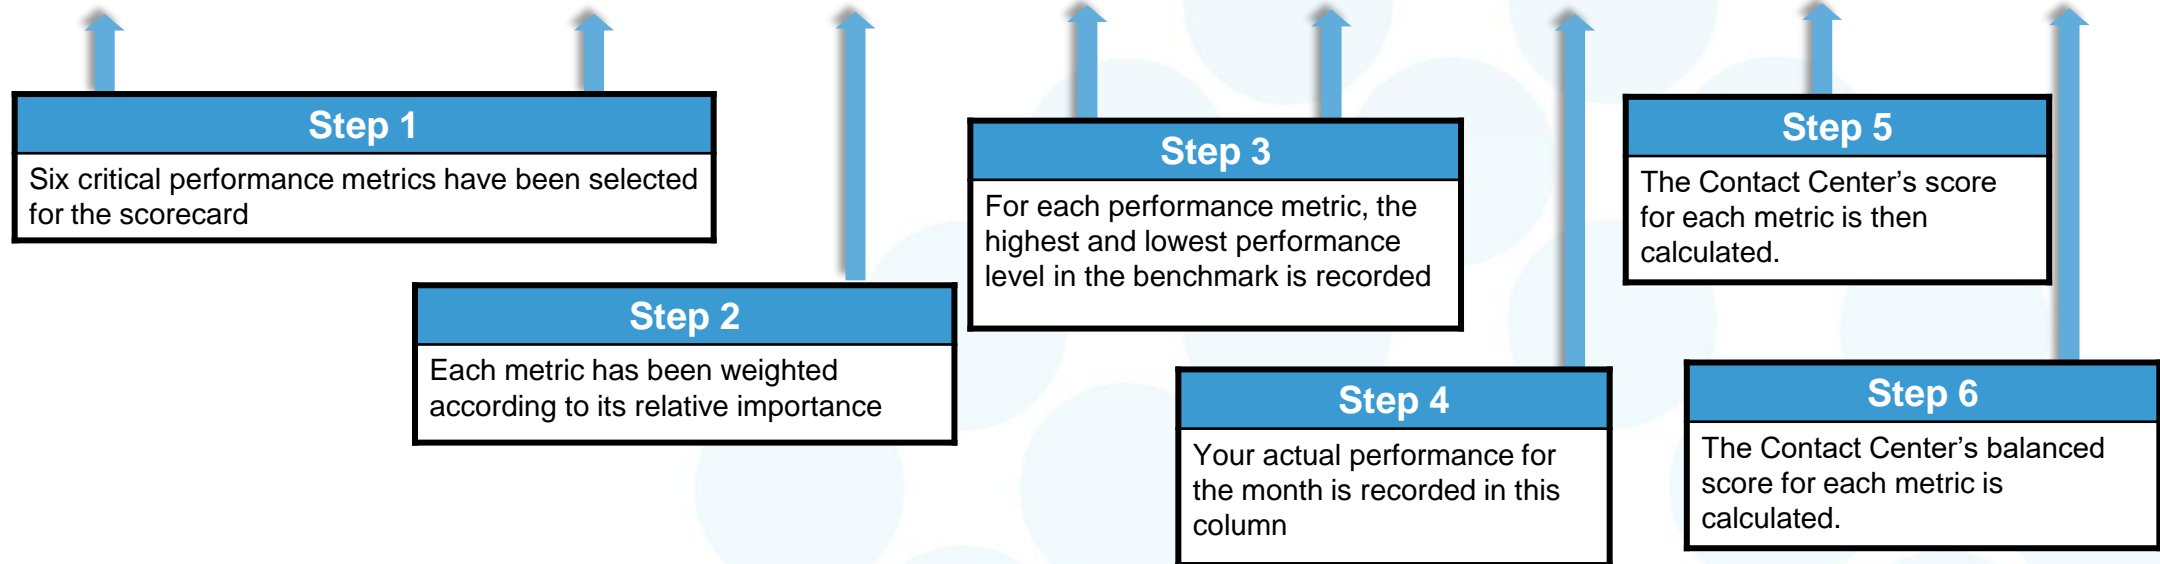 Step 1
Six critical performance metrics have been selected
for the scorecard
Step 2
Each metric has been weighted
according to its relative importance
Step 3
For each performance metric, the
highest and lowest performance
level in the benchmark is recorded
Step 4
Your actual performance for
the month is recorded in this
column
Step 5
The Contact Center’s score
for each metric is then
calculated.
Step 6
The Contact Center’s balanced
score for each metric is
calculated.